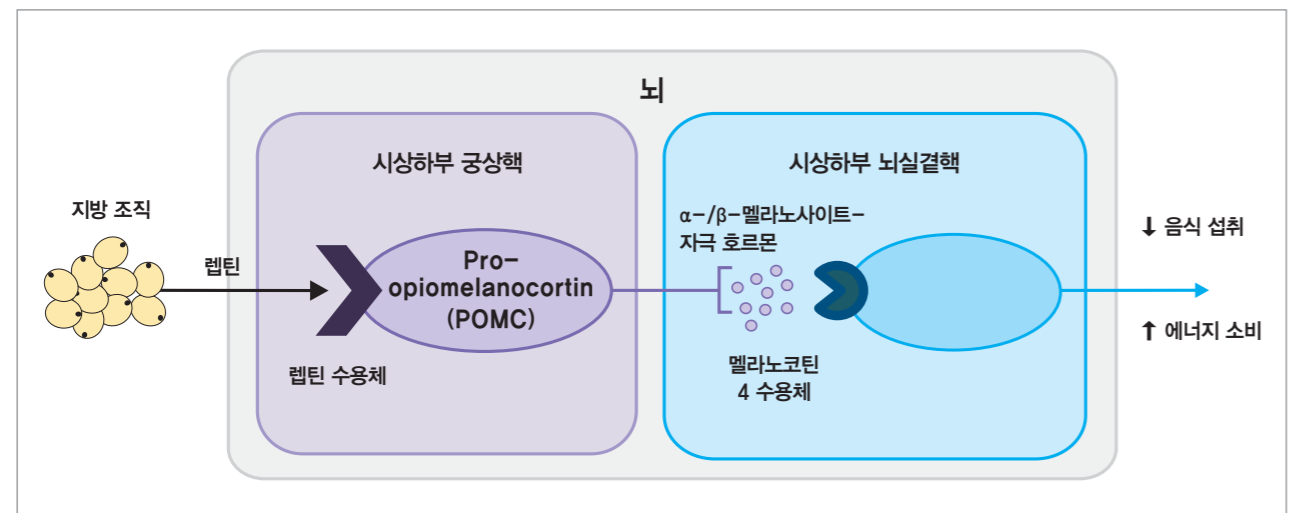 뇌
시상하부 궁상핵
시상하부 뇌실곁핵
지방 조직
렙틴
Pro-
opiomelanocortin
(POMC)
렙틴 수용체
α-/β-멜라노사이트-
자극 호르몬
멜라노코틴
4 수용체
↓ 음식 섭취
↑ 에너지 소비